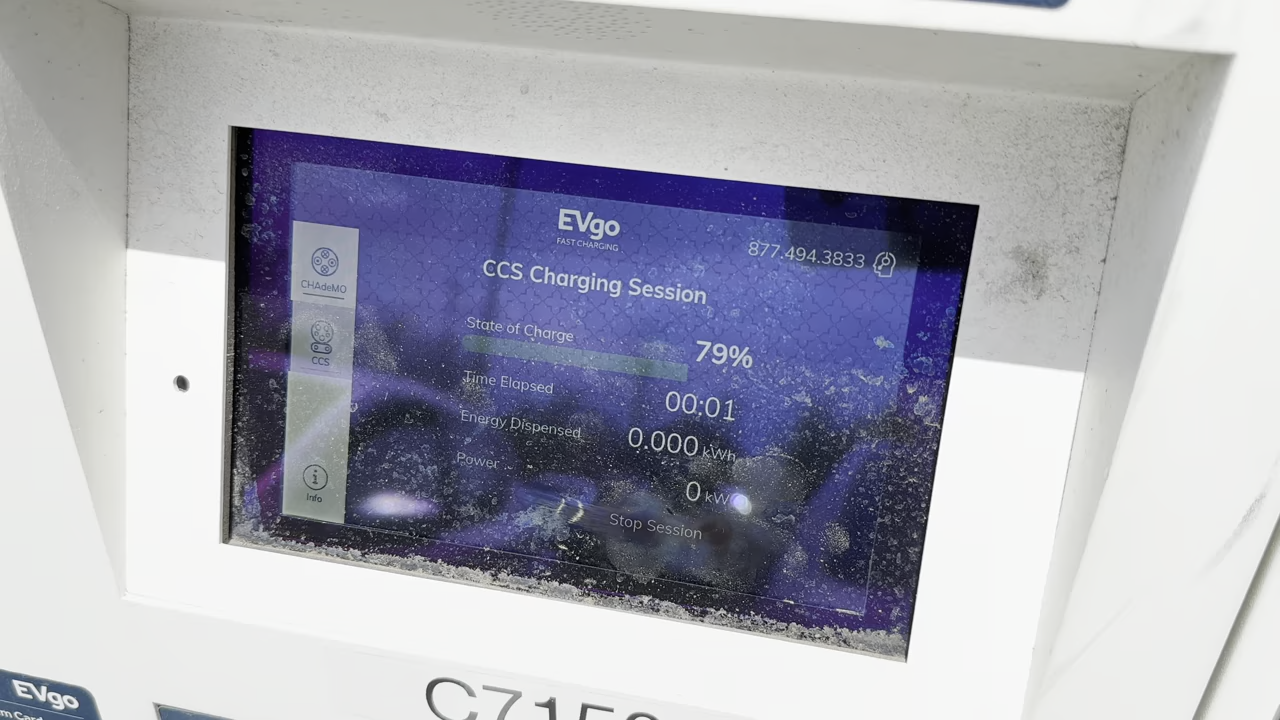 EVgo
FAST CHARGING
877.494.3833
CCS Charging Session
CHAdeMO
State of Charge
79%
CCS
Time Elapsed
00:01
Energy Dispensed
0.000 kWh
Power
0 kW
Info
Stop Session
EVgo